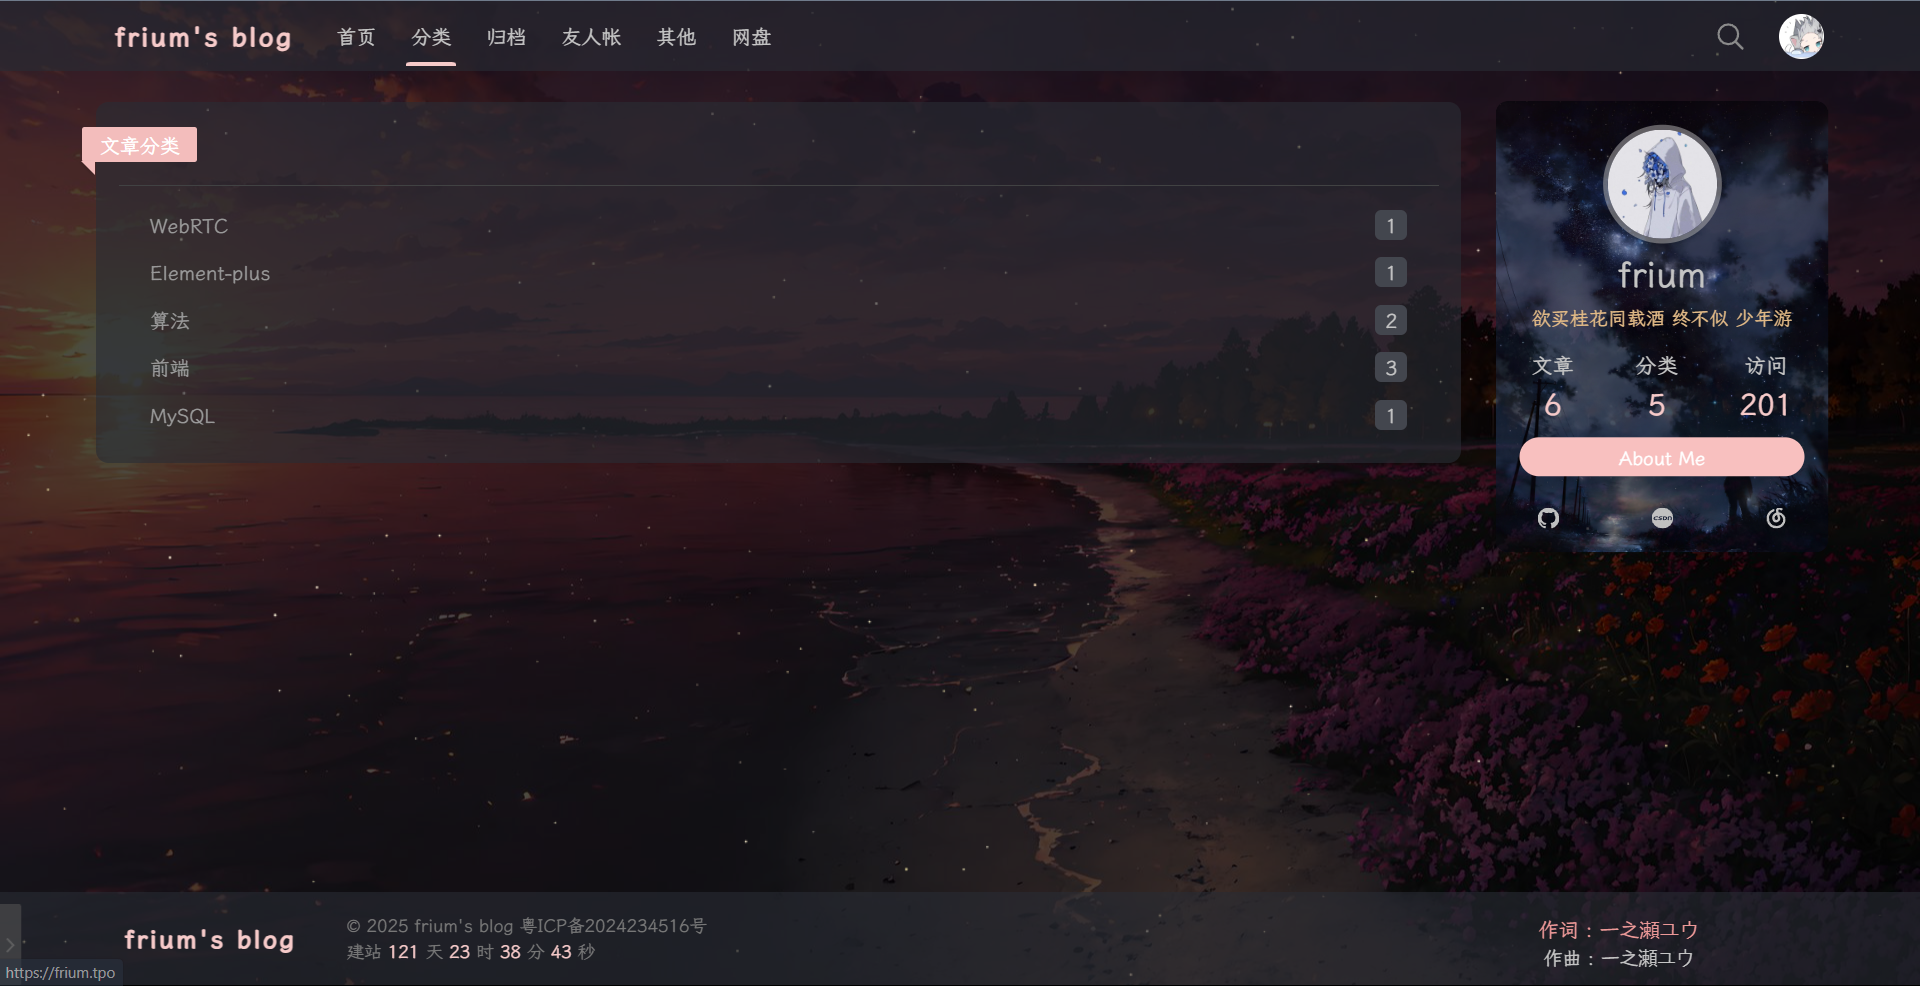 frium's blog 首页 分类 归档 友人帐 其他 网盘
文章分类
WebRTC 1
Element-plus 1
算法 2
前端 3
MySQL 1
frium
欲买桂花同载酒 终不似 少年游
文章 分类 访问
6 5 201
About Me
CSDN
frium's blog
© 2025 frium's blog 粤ICP备2024234516号
建站 121 天 23 时 38 分 43 秒
作词 : 一之瀬ユウ
作曲 : 一之瀬ユウ
https://frium.tpo